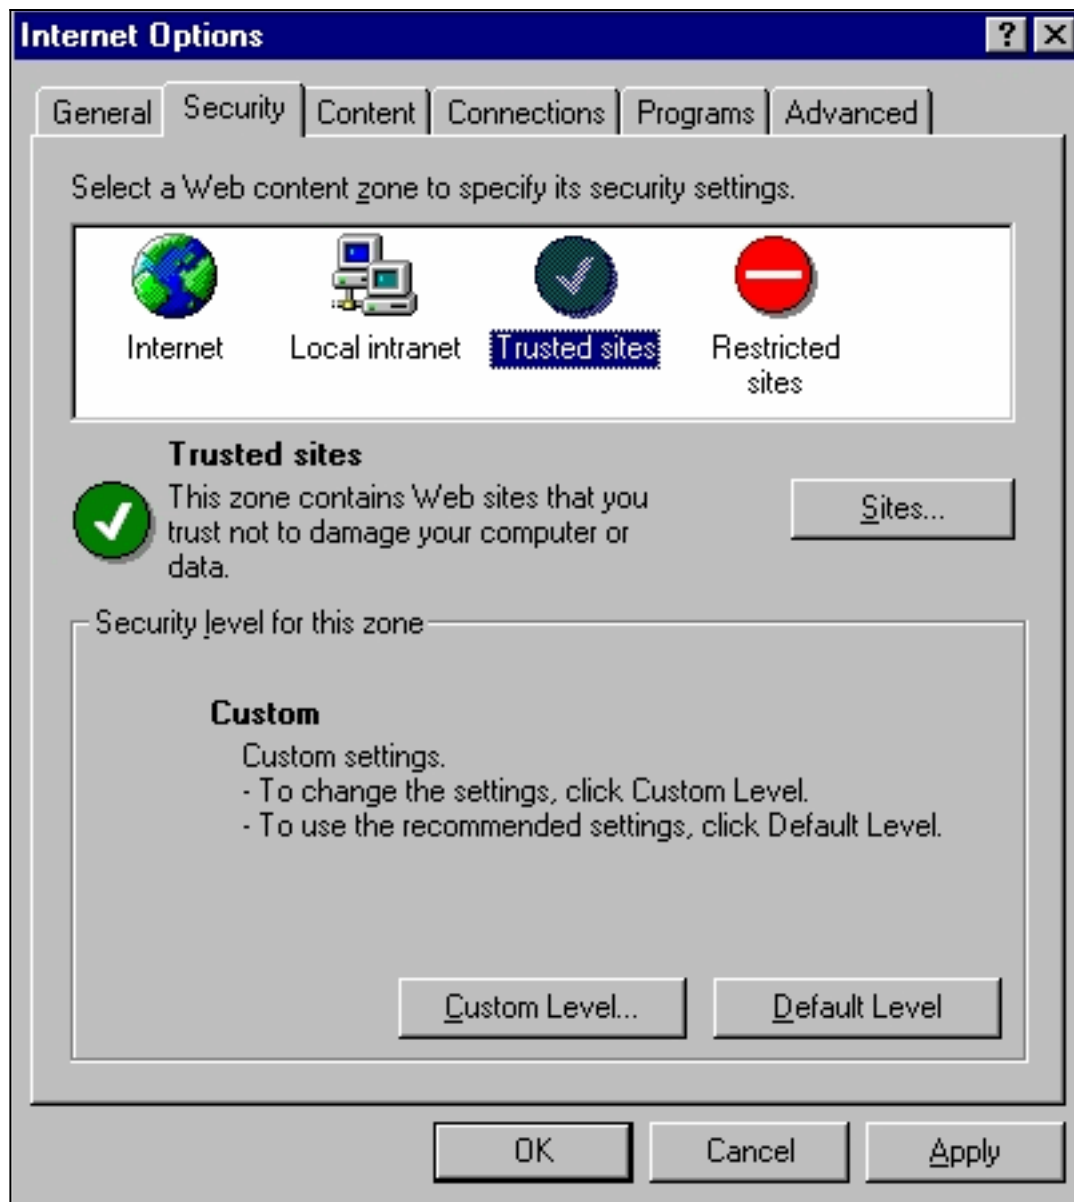 Internet Options
General Security Content Connections Programs Advanced
Select a Web content zone to specify its security settings.
Internet Local intranet Trusted sites Restricted
sites
Trusted sites
This zone contains Web sites that you
trust not to damage your computer or
data.
Sites...
Security level for this zone
Custom
Custom settings.
- To change the settings, click Custom Level.
- To use the recommended settings, click Default Level.
Custom Level... Default Level
OK Cancel Apply